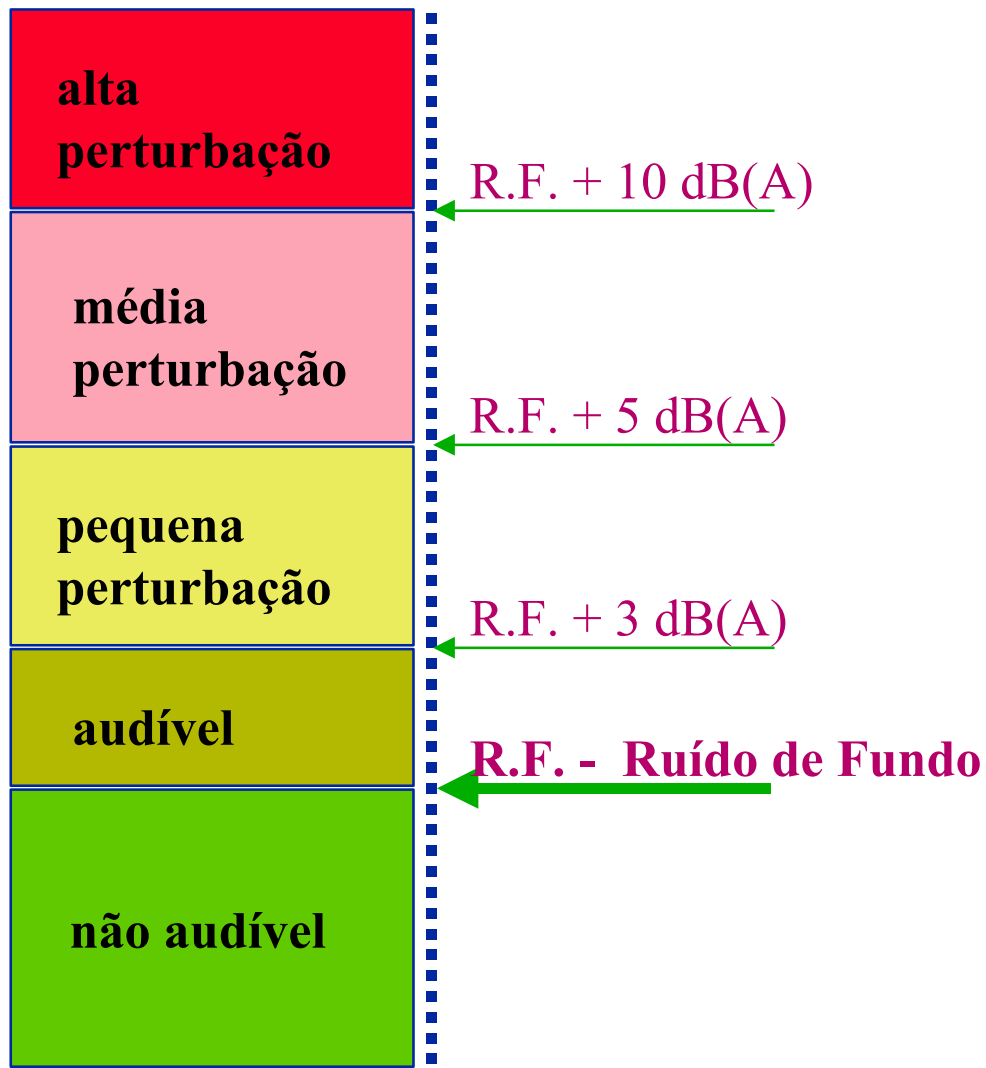 alta
perturbação
R.F. + 10 dB(A)
média
perturbação
R.F. + 5 dB(A)
pequena
perturbação
R.F. + 3 dB(A)
audível
R.F. - Ruído de Fundo
não audível